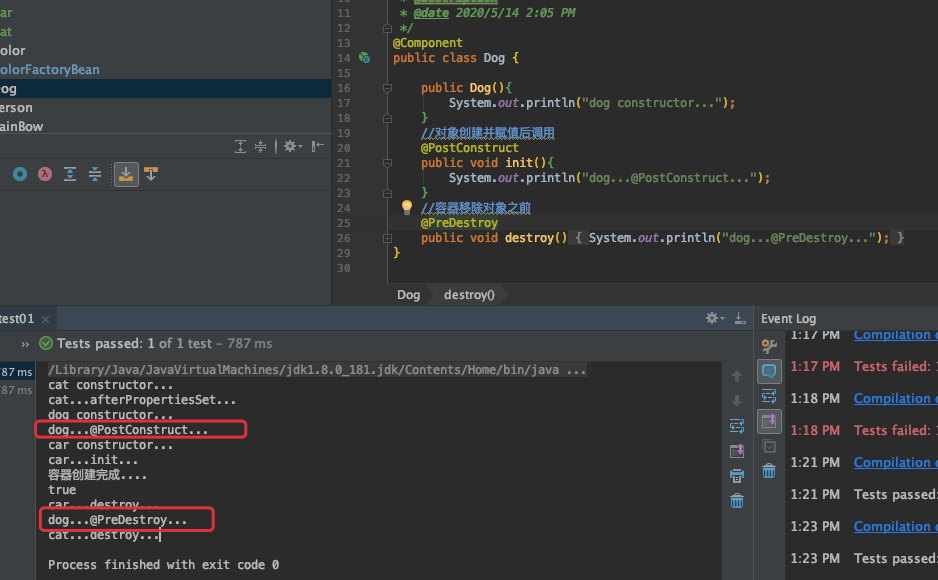 ar
at
olor
olorFactoryBean
og
erson
ainBow
11 * @date 2020/5/14 2:05 PM
12 */
13 @Component
14 public class Dog {
15
16 public Dog(){
17 System.out.println("dog constructor...");
18 }
19 //对象创建并赋值后调用
20 @PostConstruct
21 public void init(){
22 System.out.println("dog...@PostConstruct...");
23 }
24 //容器移除对象之前
25 @PreDestroy
26 public void destroy() { System.out.println("dog...@PreDestroy..."); }
29 }
30
Dog destroy()
test01
Tests passed: 1 of 1 test – 787 ms
87 ms
87 ms
/Library/Java/JavaVirtualMachines/jdk1.8.0_181.jdk/Contents/Home/bin/java ...
cat constructor...
cat...afterPropertiesSet...
dog constructor...
dog...@PostConstruct...
car constructor...
car...init...
容器创建完成....
true
car...destroy...
dog...@PreDestroy...
cat...destroy...
Process finished with exit code 0
Event Log
1:17 PM Compilation c
1:17 PM Tests failed:
1:18 PM Compilation c
1:18 PM Tests failed:
1:21 PM Compilation c
1:21 PM Tests passed:
1:23 PM Compilation c
1:23 PM Tests passed